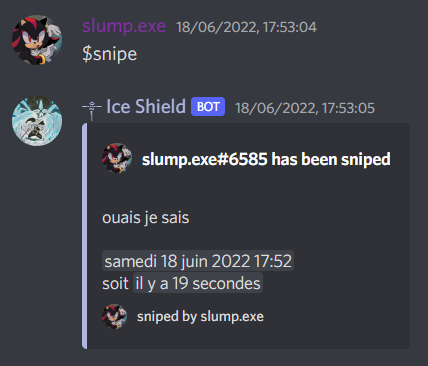 slump.exe 18/06/2022, 17:53:04
$snipe
Ice Shield BOT 18/06/2022, 17:53:05
slump.exe#6585 has been sniped
ouais je sais
samedi 18 juin 2022 17:52
soit il y a 19 secondes
sniped by slump.exe